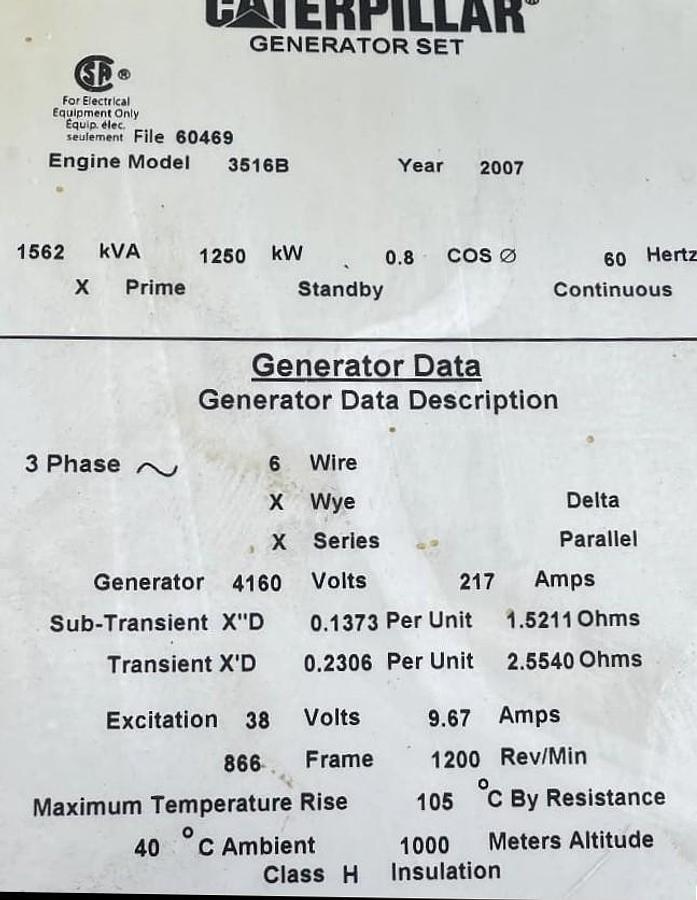 CATERPILLAR®
GENERATOR SET
SA ®
For Electrical
Equipment Only
Équip. élec.
seulement File 60469
Engine Model 3516B Year 2007
1562 kVA 1250 kW 0.8 COS Ø 60 Hertz
X Prime Standby Continuous
Generator Data
Generator Data Description
3 Phase 6 Wire
X Wye Delta
X Series Parallel
Generator 4160 Volts 217 Amps
Sub-Transient X"D 0.1373 Per Unit 1.5211 Ohms
Transient X'D 0.2306 Per Unit 2.5540 Ohms
Excitation 38 Volts 9.67 Amps
866 Frame 1200 Rev/Min
Maximum Temperature Rise 105 °C By Resistance
40 °C Ambient 1000 Meters Altitude
Class H Insulation